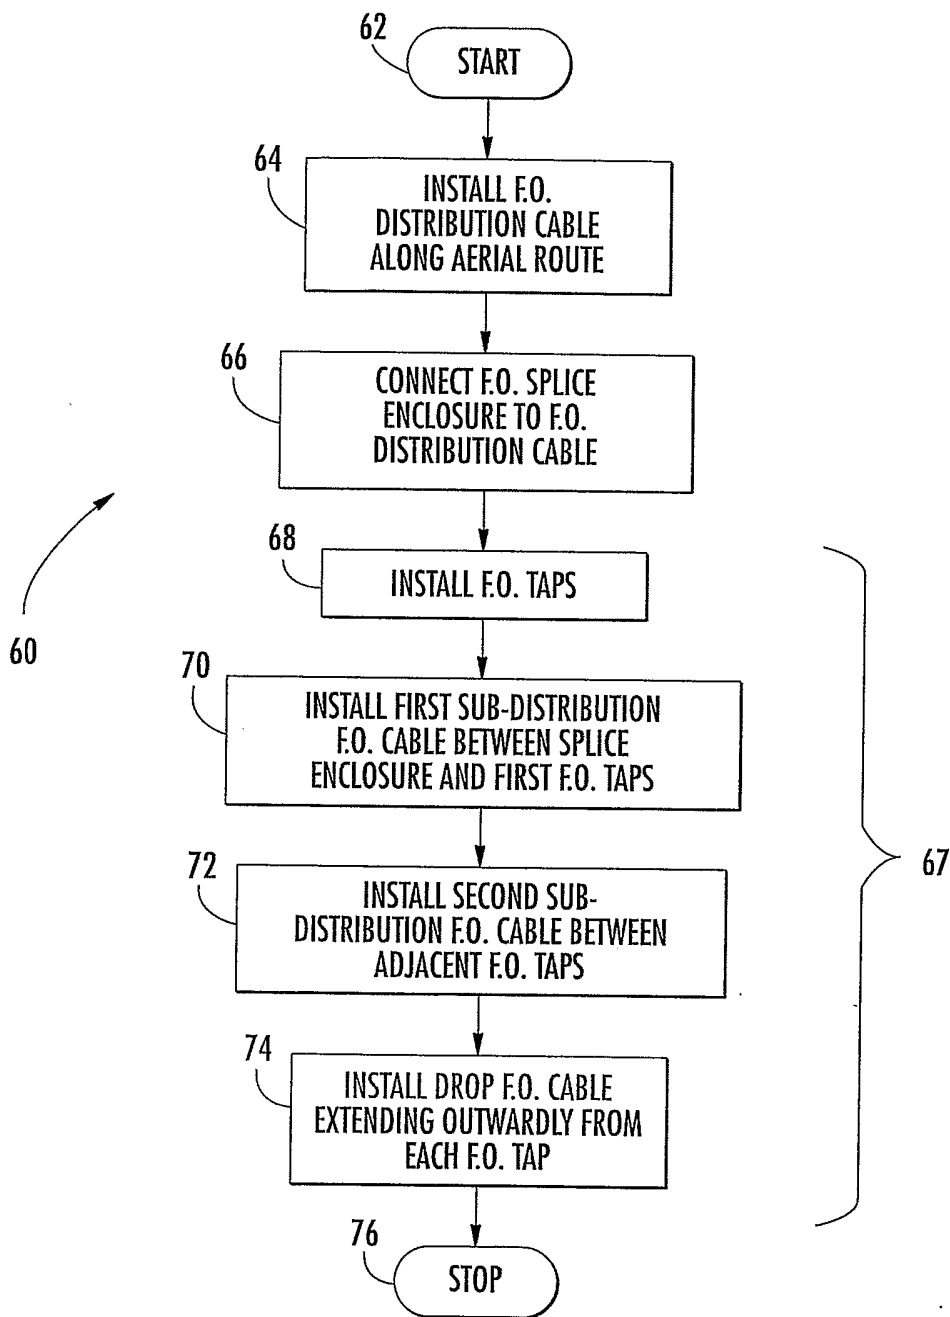 62
START
64
INSTALL F.O.
DISTRIBUTION CABLE
ALONG AERIAL ROUTE
66
CONNECT F.O. SPLICE
ENCLOSURE TO F.O.
DISTRIBUTION CABLE
68
INSTALL F.O. TAPS
60
70
INSTALL FIRST SUB-DISTRIBUTION
F.O. CABLE BETWEEN SPLICE
ENCLOSURE AND FIRST F.O. TAPS
67
72
INSTALL SECOND SUB-
DISTRIBUTION F.O. CABLE BETWEEN
ADJACENT F.O. TAPS
74
INSTALL DROP F.O. CABLE
EXTENDING OUTWARDLY FROM
EACH F.O. TAP
76
STOP